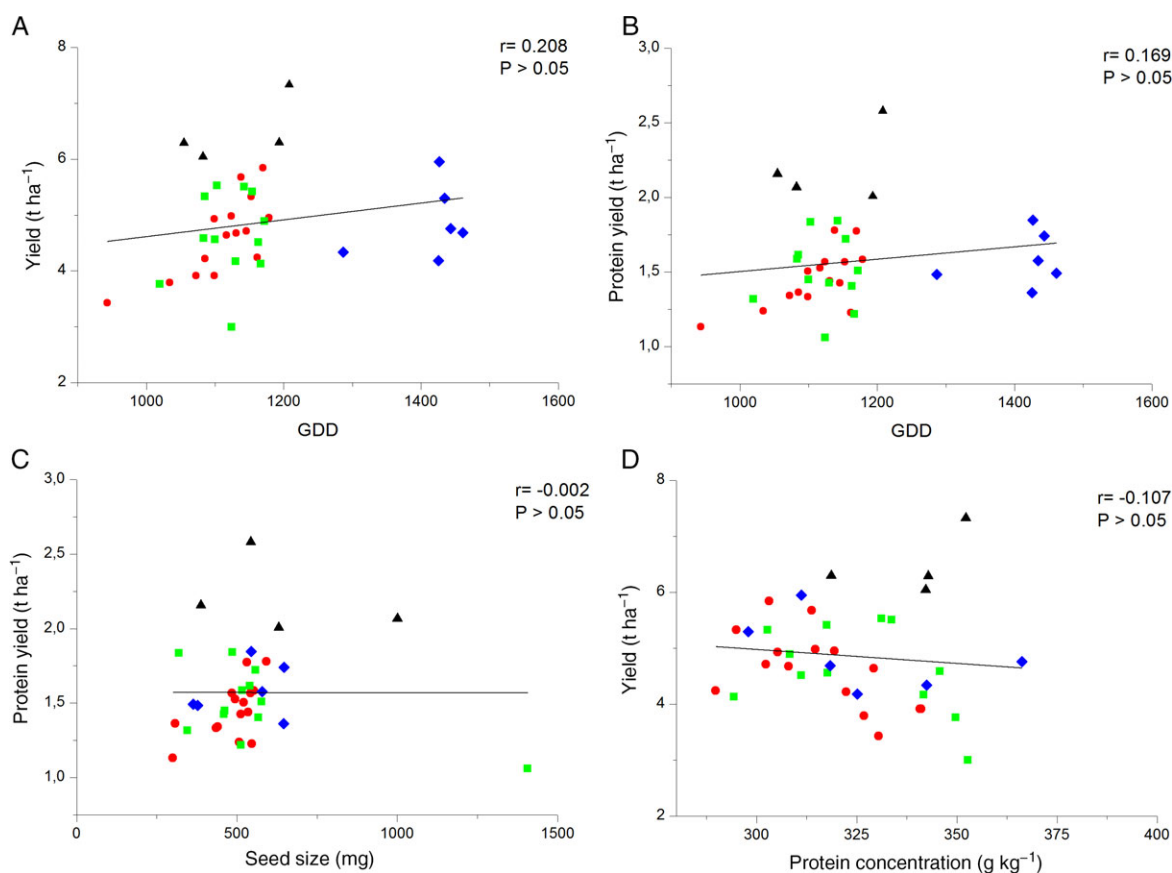 A
r= 0.208
P > 0.05
8
6
4
2
Yield (t ha⁻¹)
1000 1200 1400 1600
GDD
B
r= 0.169
P > 0.05
3,0
2,5
2,0
1,5
1,0
Protein yield (t ha⁻¹)
1000 1200 1400 1600
GDD
C
r= -0.002
P > 0.05
3,0
2,5
2,0
1,5
1,0
Protein yield (t ha⁻¹)
0 500 1000 1500
Seed size (mg)
D
r= -0.107
P > 0.05
8
6
4
2
Yield (t ha⁻¹)
300 325 350 375 400
Protein concentration (g kg⁻¹)